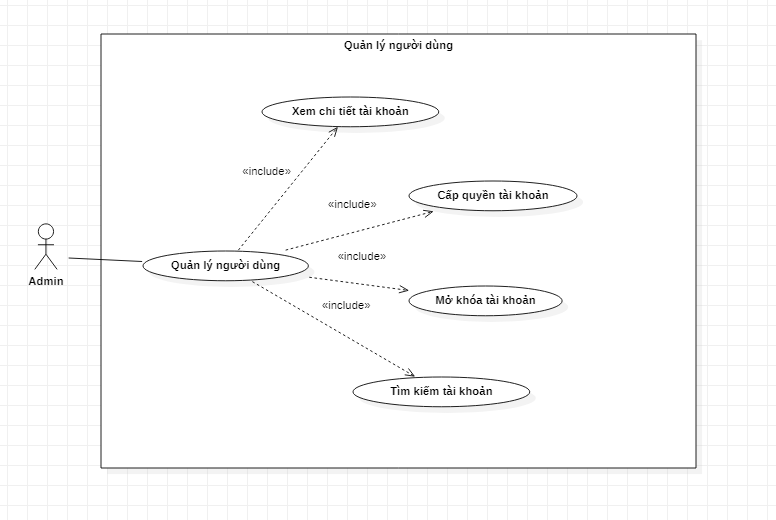 Quản lý người dùng
Xem chi tiết tài khoản
«include»
Cấp quyền tài khoản
«include»
«include»
Quản lý người dùng
Admin
Mở khóa tài khoản
«include»
Tìm kiếm tài khoản